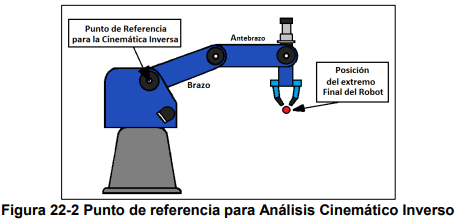 Punto de Referencia
para la Cinemática Inversa
Antebrazo
Brazo
Posición
del extremo
Final del Robot
Figura 22-2 Punto de referencia para Análisis Cinemático Inverso